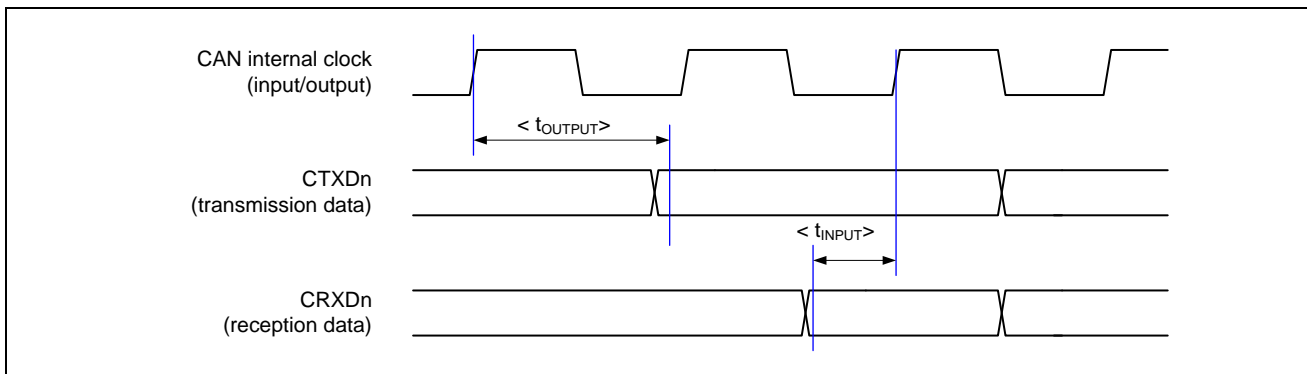 CAN internal clock
(input/output)
< tOUTPUT>
CTXDn
(transmission data)
< tINPUT>
CRXDn
(reception data)